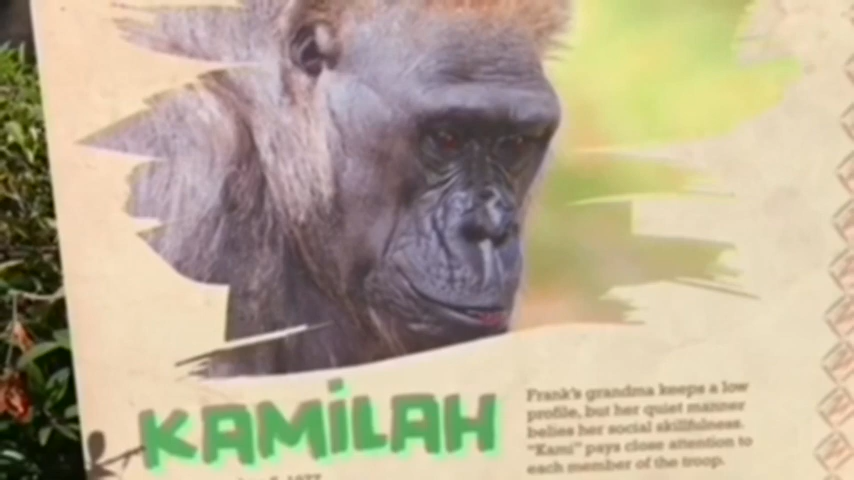 KAMILAH
Frank's grandma keeps a low
profile, but her quiet manner
belies her social skillfulness.
"Kami" pays close attention to
each member of the troop.